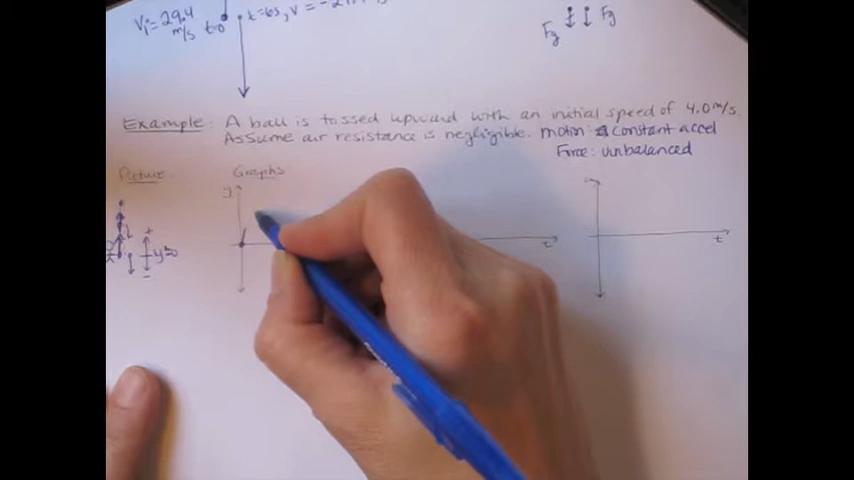 Vi = 29.4 m/s t=0 t=6s, v =
Fg Fg
Example: A ball is tossed upward with an initial speed of 4.0 m/s.
Assume air resistance is negligible. motion: constant accel
Force: unbalanced
Picture Graphs
y
+
y=0
-
t t